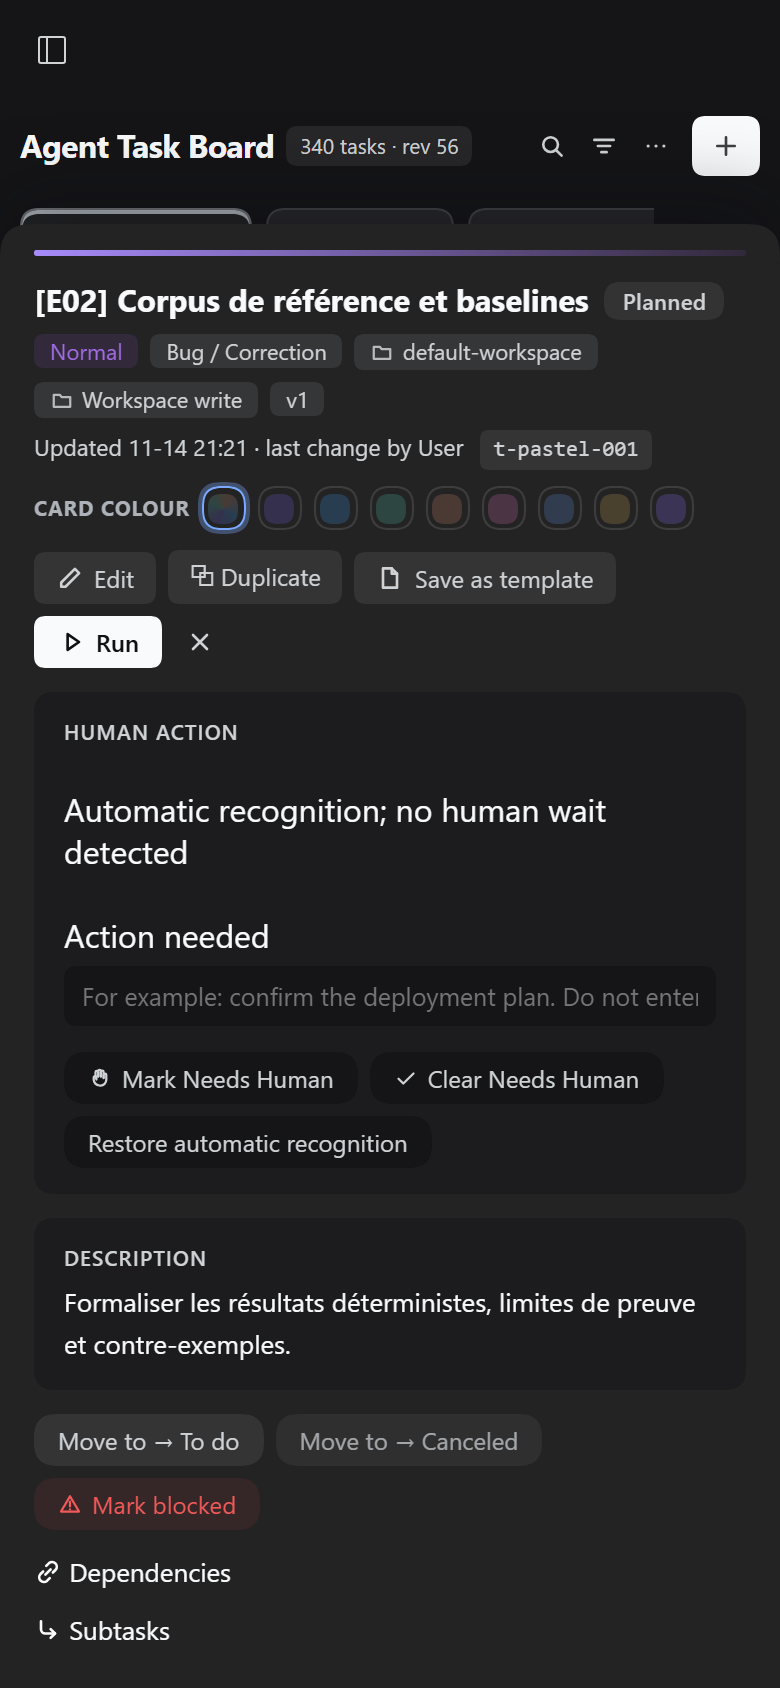 Agent Task Board 340 tasks · rev 56
[E02] Corpus de référence et baselines Planned
Normal Bug / Correction default-workspace
Workspace write v1
Updated 11-14 21:21 · last change by User t-pastel-001
CARD COLOUR
Edit Duplicate Save as template
Run
HUMAN ACTION
Automatic recognition; no human wait
detected
Action needed
For example: confirm the deployment plan. Do not enter
Mark Needs Human Clear Needs Human
Restore automatic recognition
DESCRIPTION
Formaliser les résultats déterministes, limites de preuve
et contre-exemples.
Move to → To do Move to → Canceled
Mark blocked
Dependencies
Subtasks